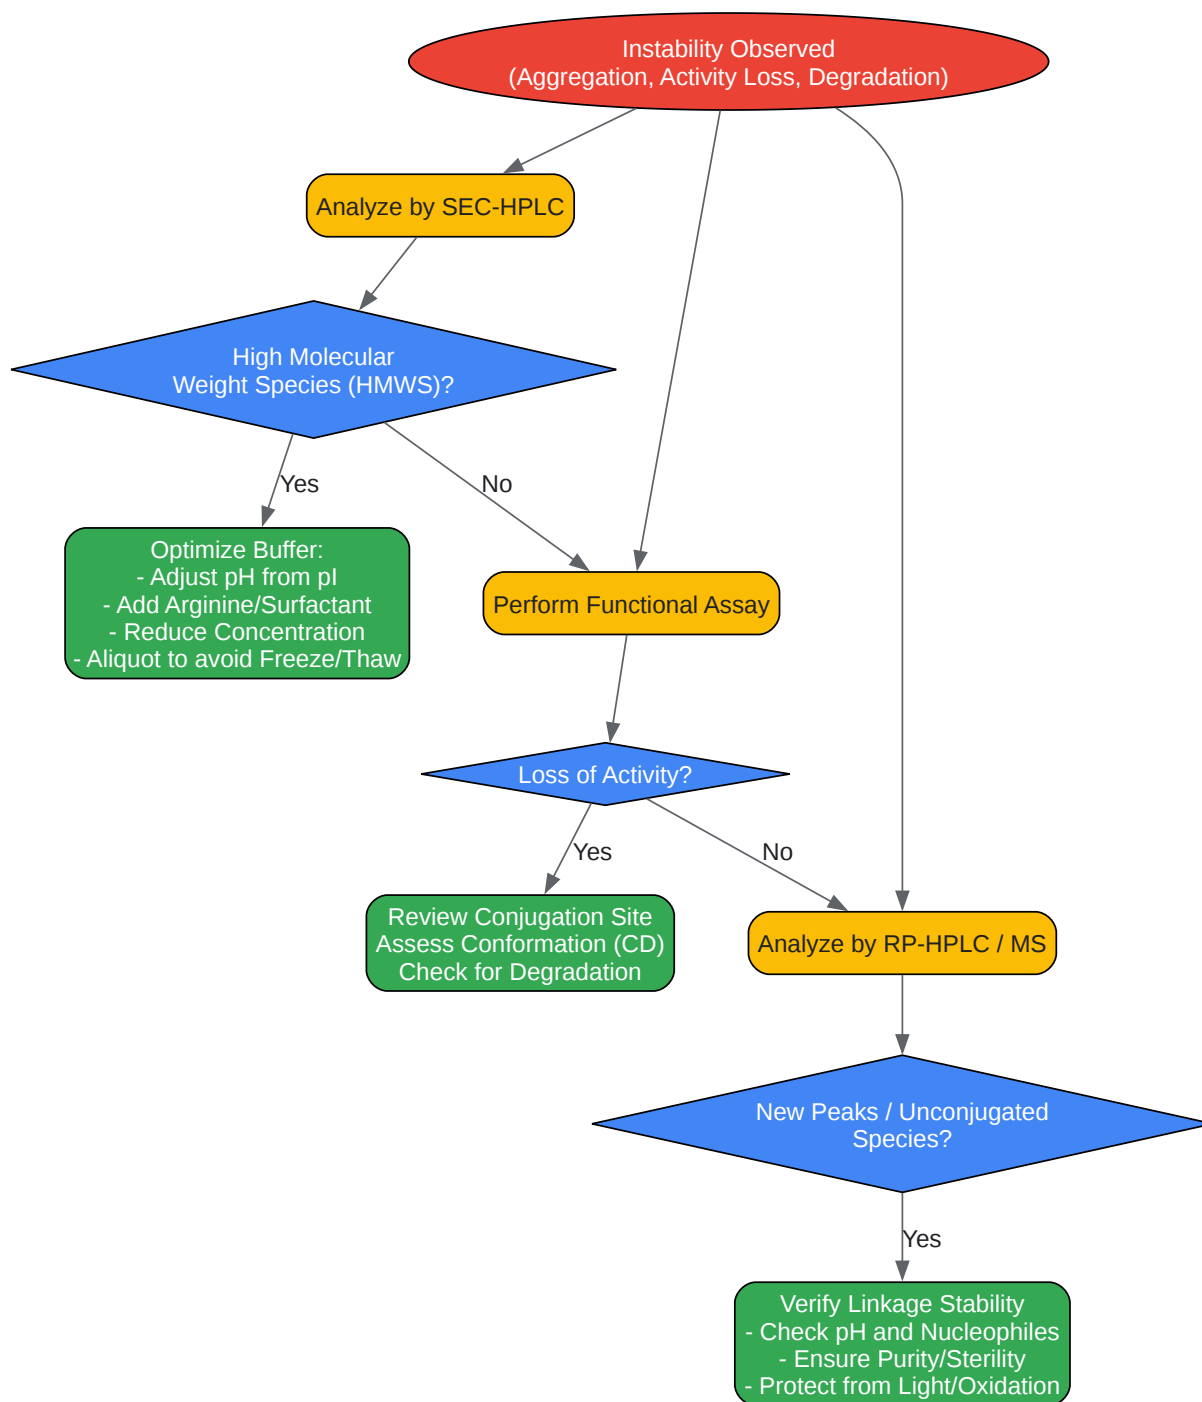 Instability Observed
(Aggregation, Activity Loss, Degradation)
Analyze by SEC-HPLC
High Molecular
Weight Species (HMWS)?
Yes
No
Optimize Buffer:
- Adjust pH from pI
- Add Arginine/Surfactant
- Reduce Concentration
- Aliquot to avoid Freeze/Thaw
Perform Functional Assay
Loss of Activity?
Yes
No
Review Conjugation Site
Assess Conformation (CD)
Check for Degradation
Analyze by RP-HPLC / MS
New Peaks / Unconjugated
Species?
Yes
Verify Linkage Stability
- Check pH and Nucleophiles
- Ensure Purity/Sterility
- Protect from Light/Oxidation